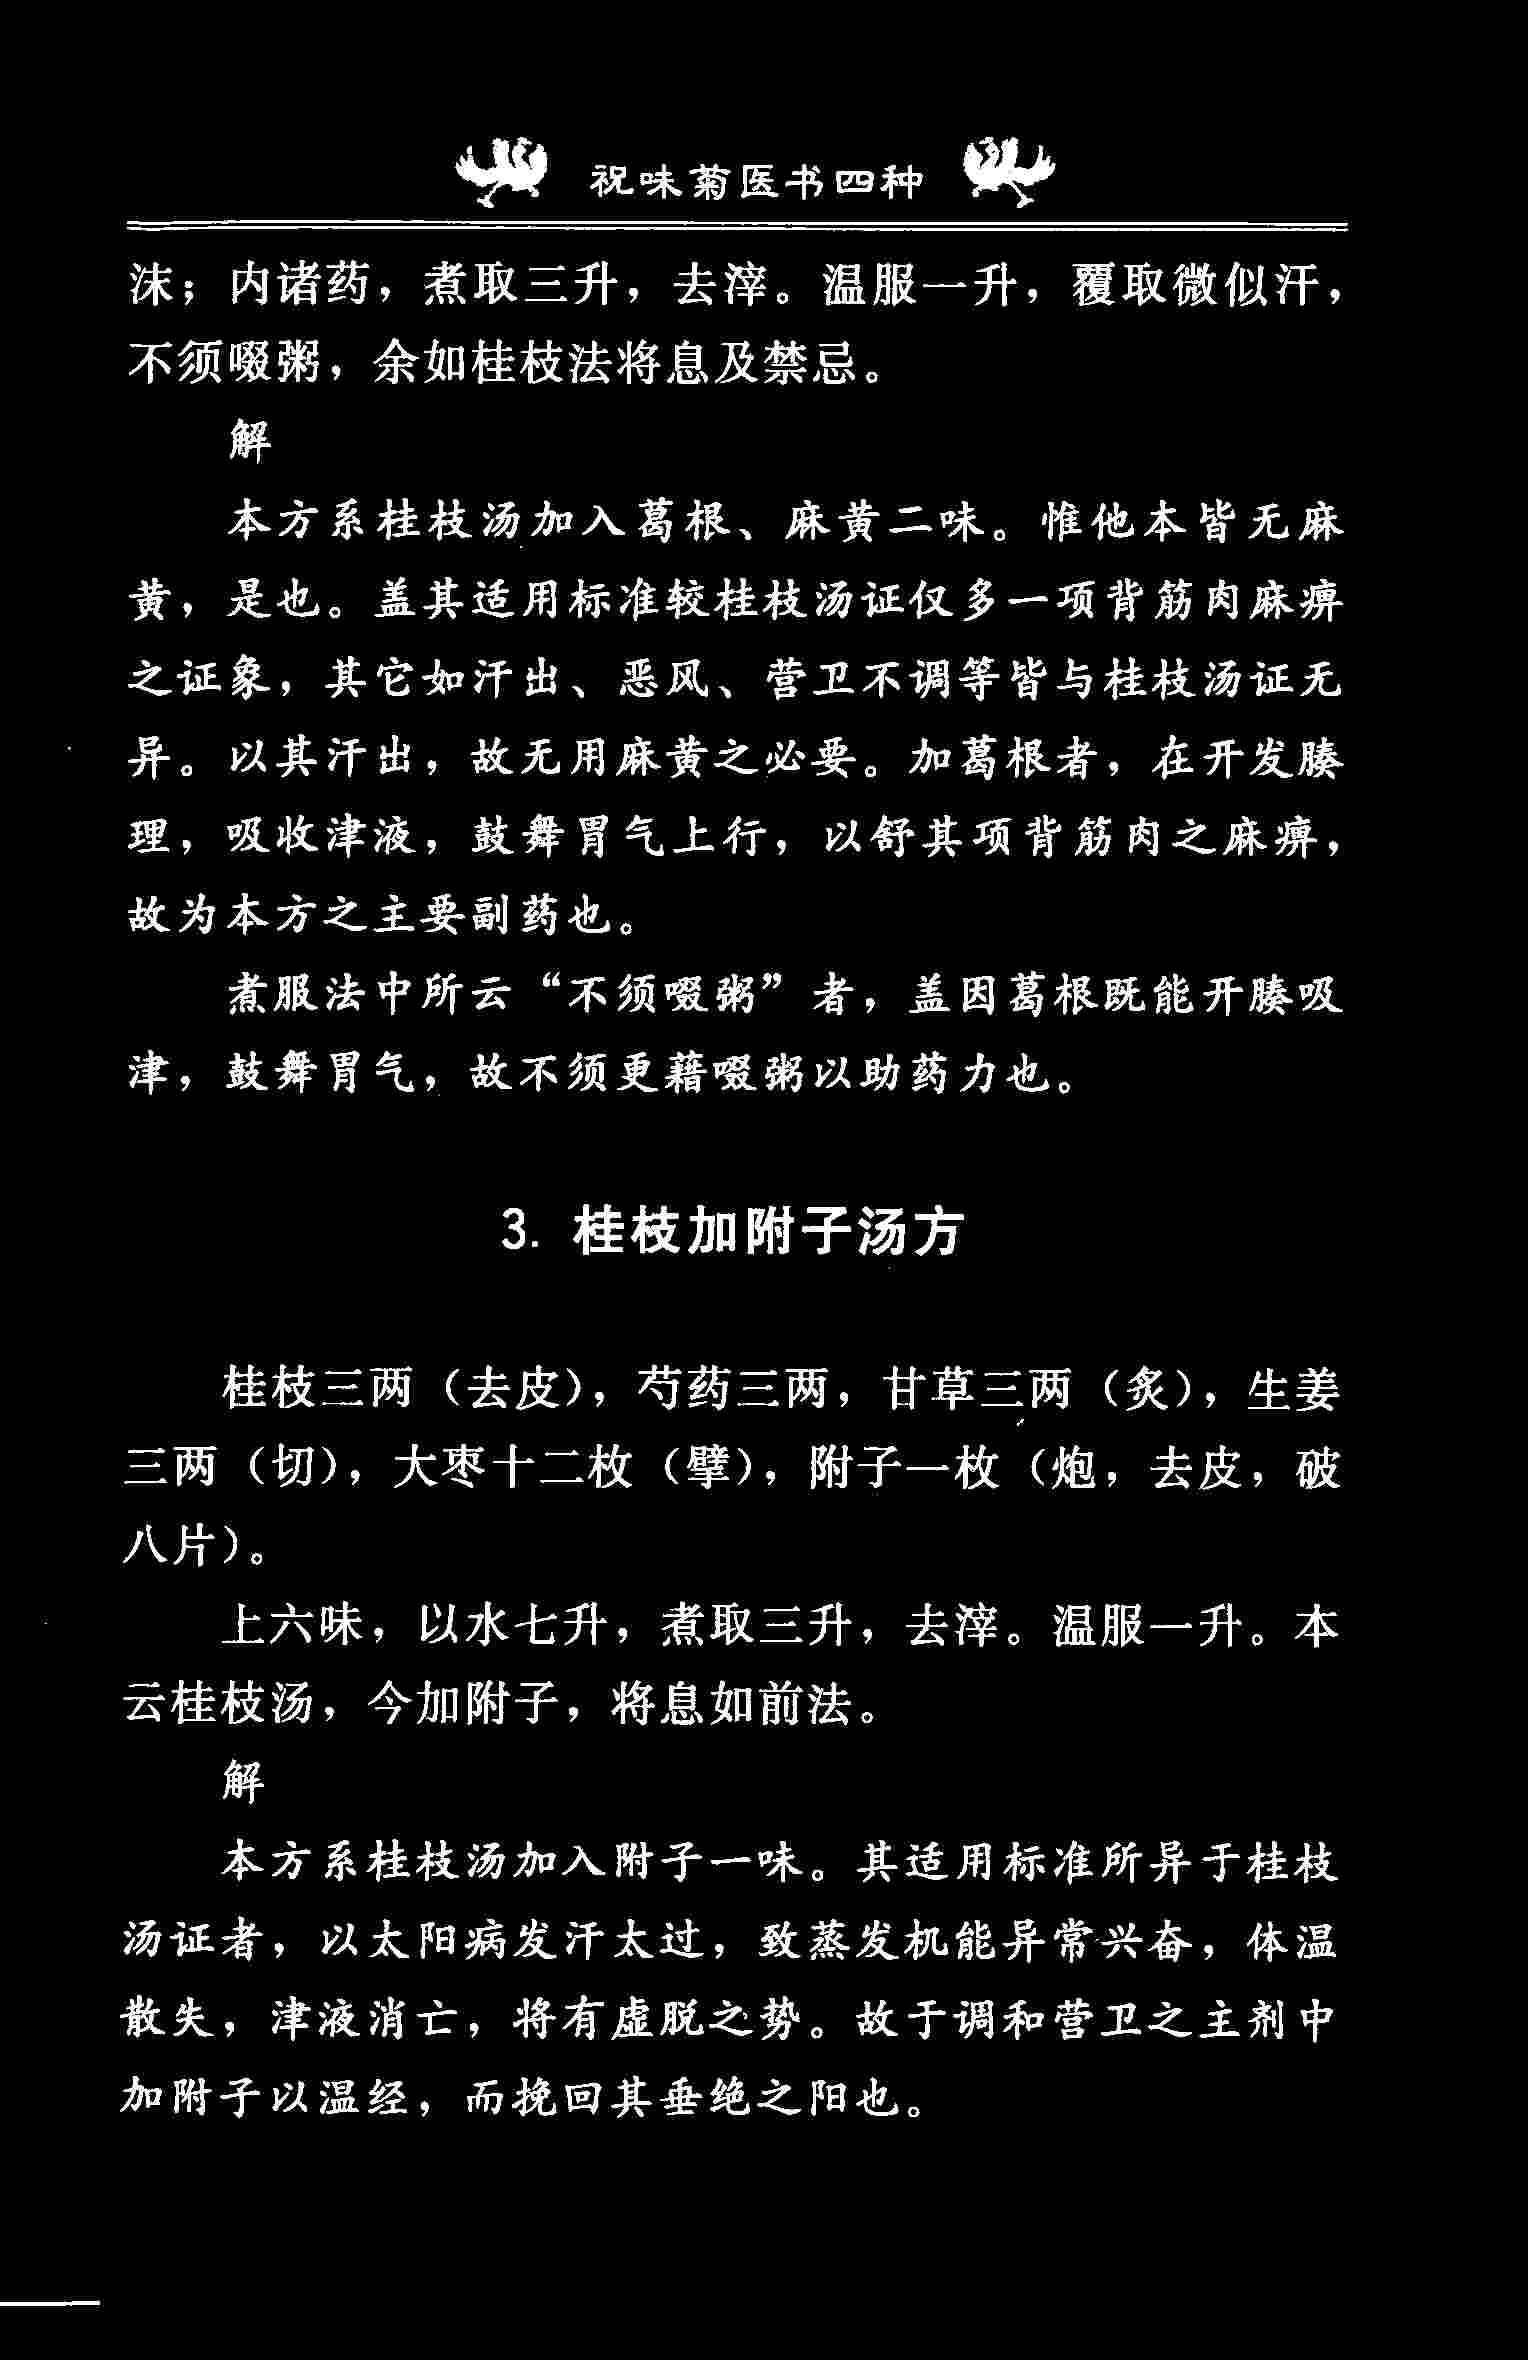 祝味菊医书四种
沫；内诸药，煮取三升，去滓。温服一升，覆取微似汗，
不须啜粥，余如桂枝法将息及禁忌。
解
本方系桂枝汤加入葛根、麻黄二味。惟他本皆无麻
黄，是也。盖其适用标准较桂枝汤证仅多一项背筋肉麻痹
之证象，其它如汗出、恶风、营卫不调等皆与桂枝汤证无
异。以其汗出，故无用麻黄之必要。加葛根者，在开发腠
理，吸收津液，鼓舞胃气上行，以舒其项背筋肉之麻痹，
故为本方之主要副药也。
煮服法中所云“不须啜粥”者，盖因葛根既能开腠吸
津，鼓舞胃气，故不须更藉啜粥以助药力也。
3. 桂枝加附子汤方
桂枝三两（去皮），芍药三两，甘草三两（炙），生姜
三两（切），大枣十二枚（擘），附子一枚（炮，去皮，破
八片）。
上六味，以水七升，煮取三升，去滓。温服一升。本
云桂枝汤，今加附子，将息如前法。
解
本方系桂枝汤加入附子一味。其适用标准所异于桂枝
汤证者，以太阳病发汗太过，致蒸发机能异常兴奋，体温
散失，津液消亡，将有虚脱之势。故于调和营卫之主剂中
加附子以温经，而挽回其垂绝之阳也。